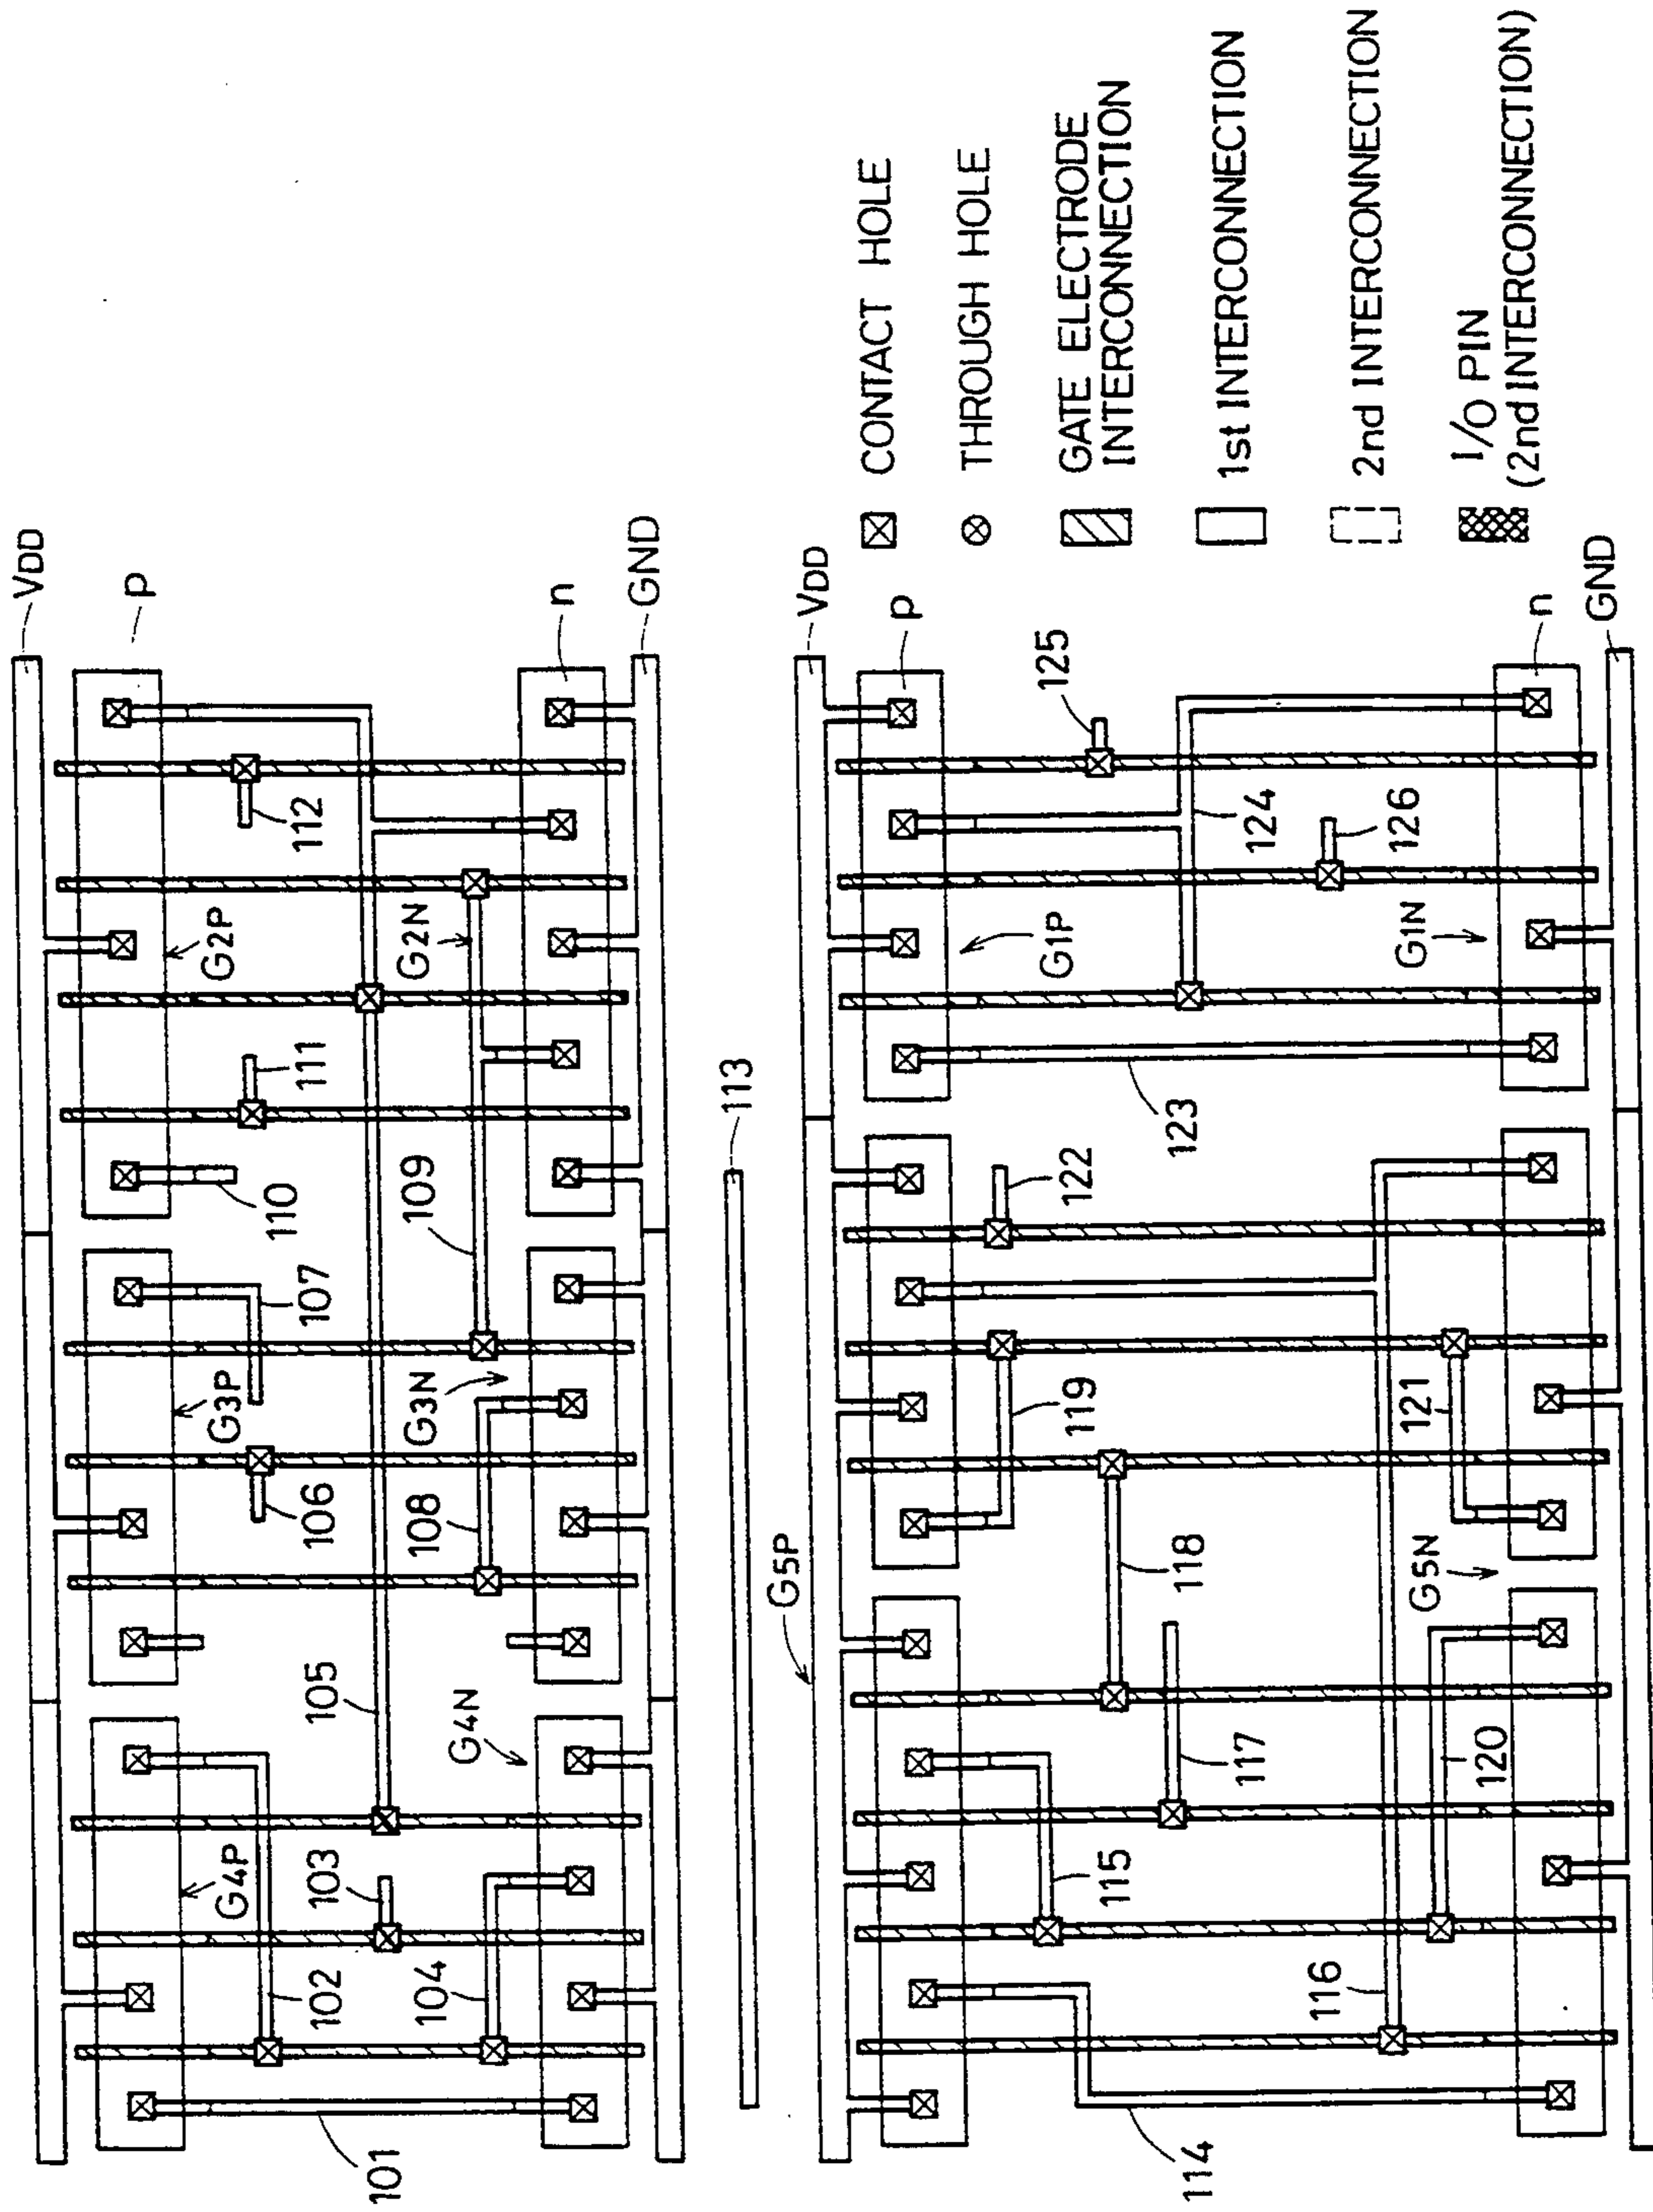 VDD
p
n
GND
G2P
G2N
G3P
G3N
G4P
G4N
101
102
103
104
105
106
107
108
109
110
111
112
113
VDD
p
n
GND
G1P
G1N
G5P
G5N
114
115
116
117
118
119
120
121
122
123
124
125
126
CONTACT HOLE
THROUGH HOLE
GATE ELECTRODE
INTERCONNECTION
1st INTERCONNECTION
2nd INTERCONNECTION
I/O PIN
(2nd INTERCONNECTION)